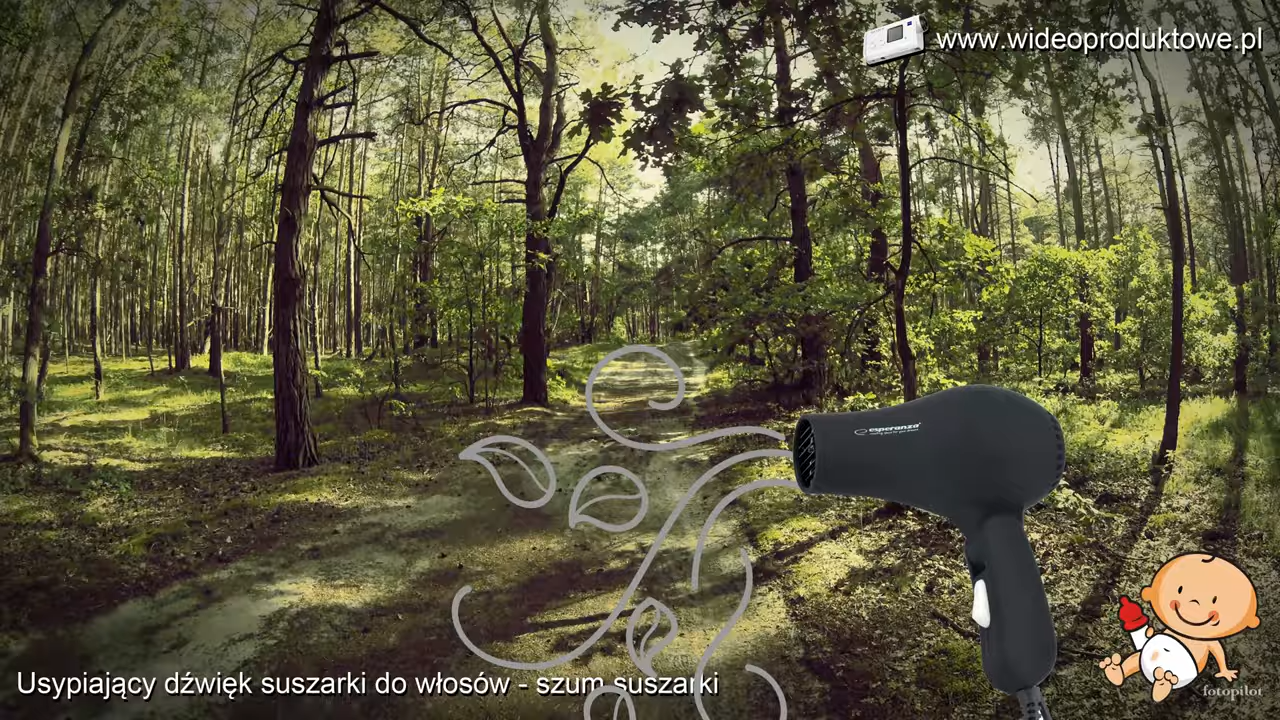 www.wideoproduktowe.pl
esperanza
Usypiający dźwięk suszarki do włosów - szum suszarki
fotopilot